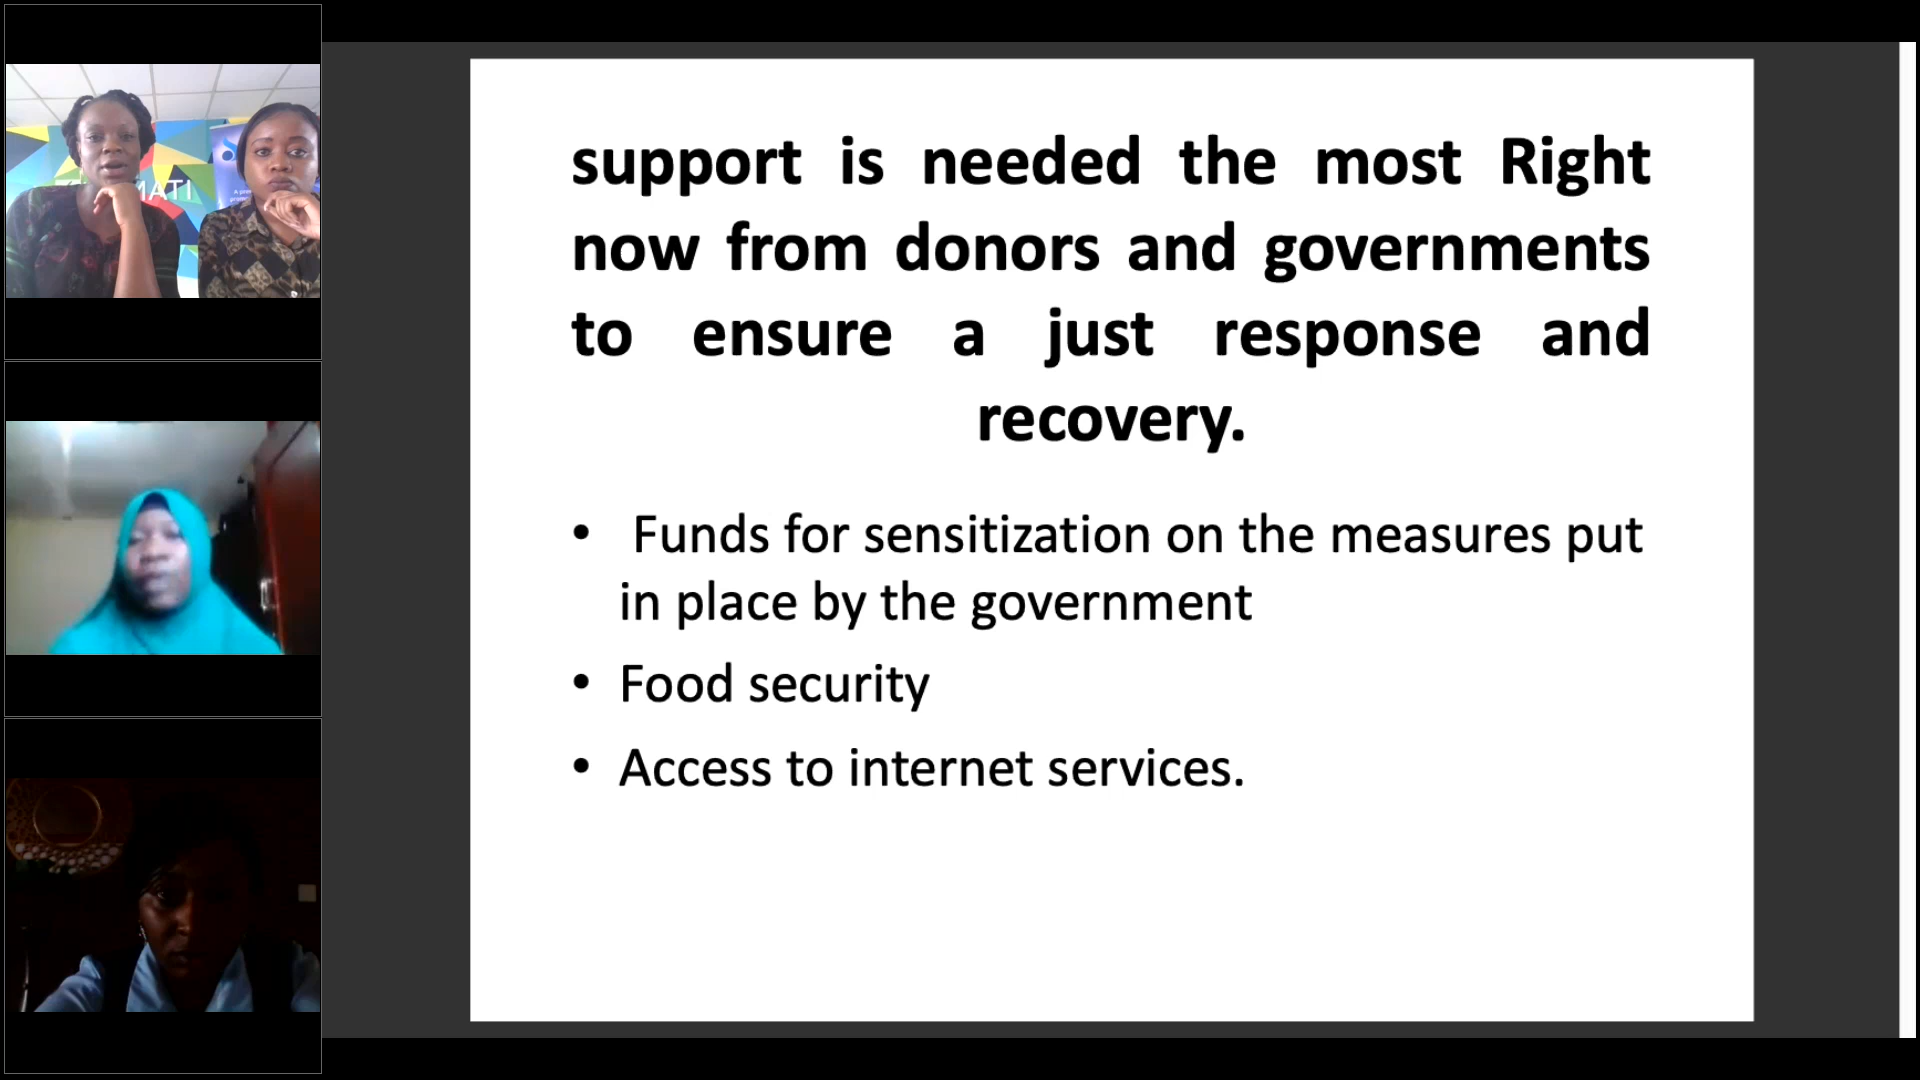 support is needed the most Right
now from donors and governments
to ensure a just response and
recovery.
• Funds for sensitization on the measures put
in place by the government
• Food security
• Access to internet services.